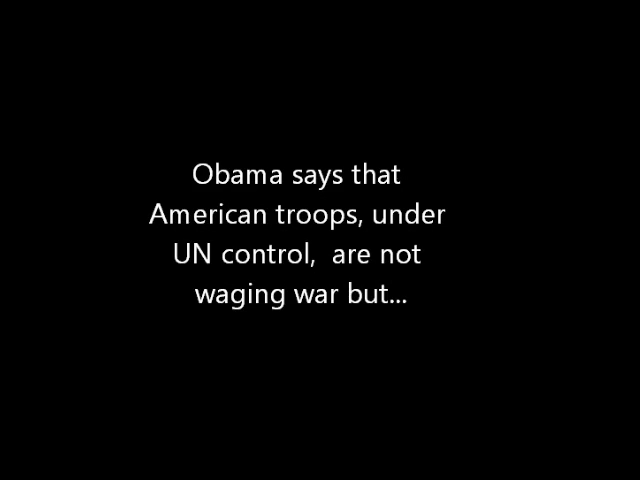 Obama says that
American troops, under
UN control,  are not
waging war but...